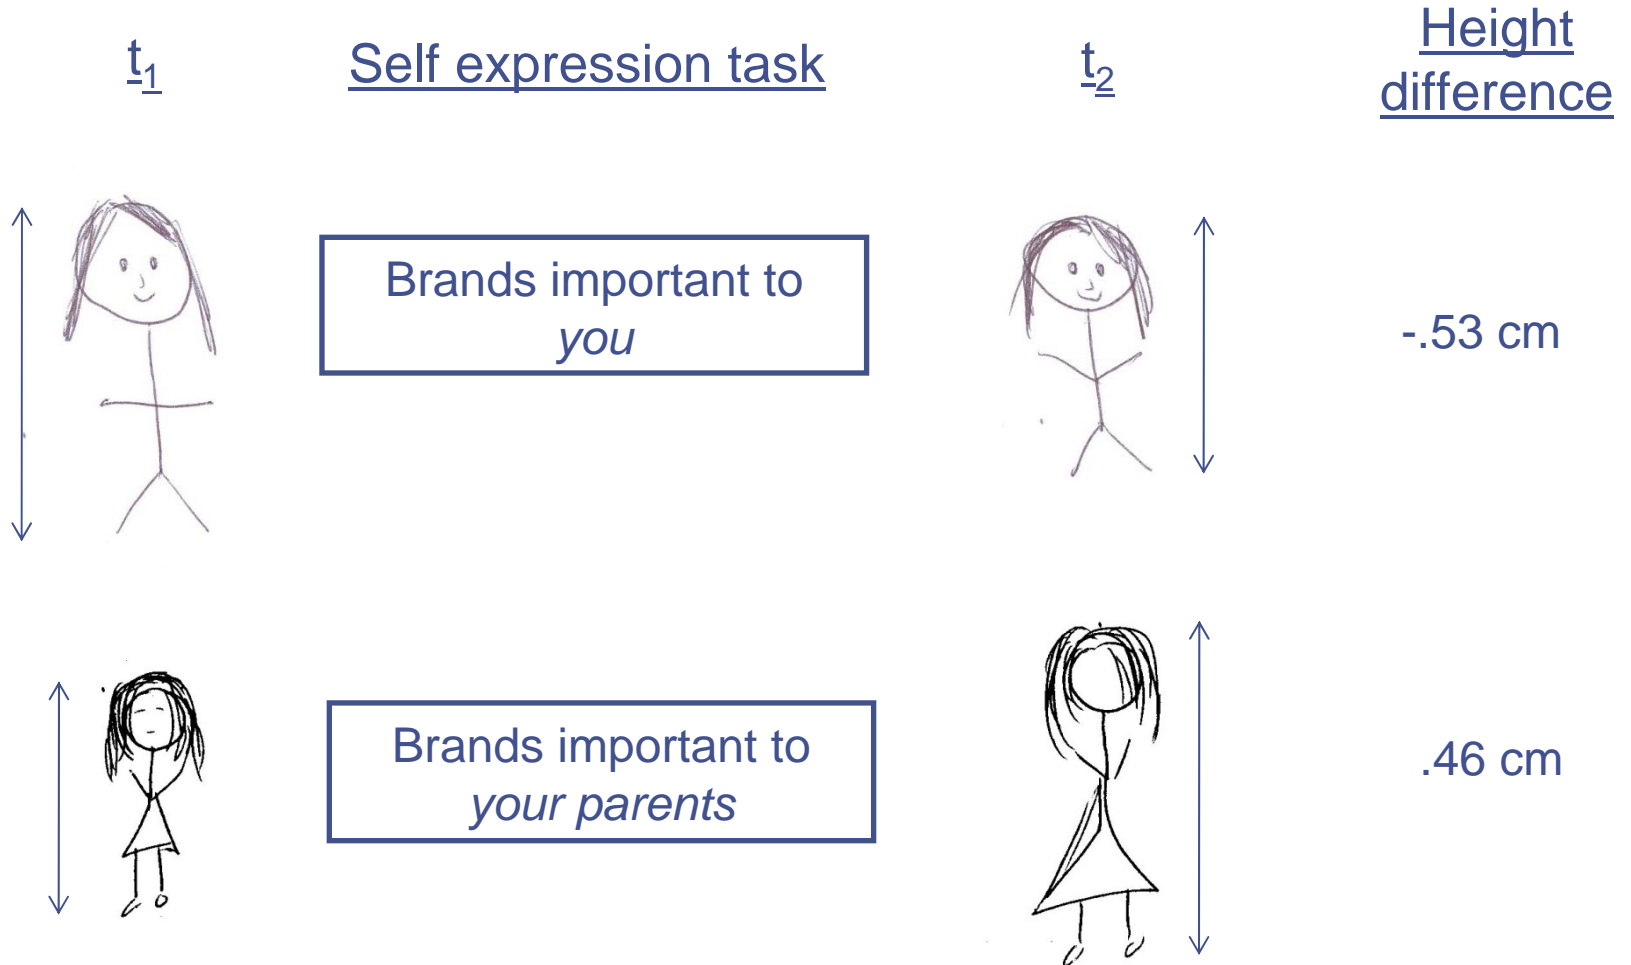 t₁
Self expression task
t₂
Height
difference
Brands important to
you
-.53 cm
Brands important to
your parents
.46 cm